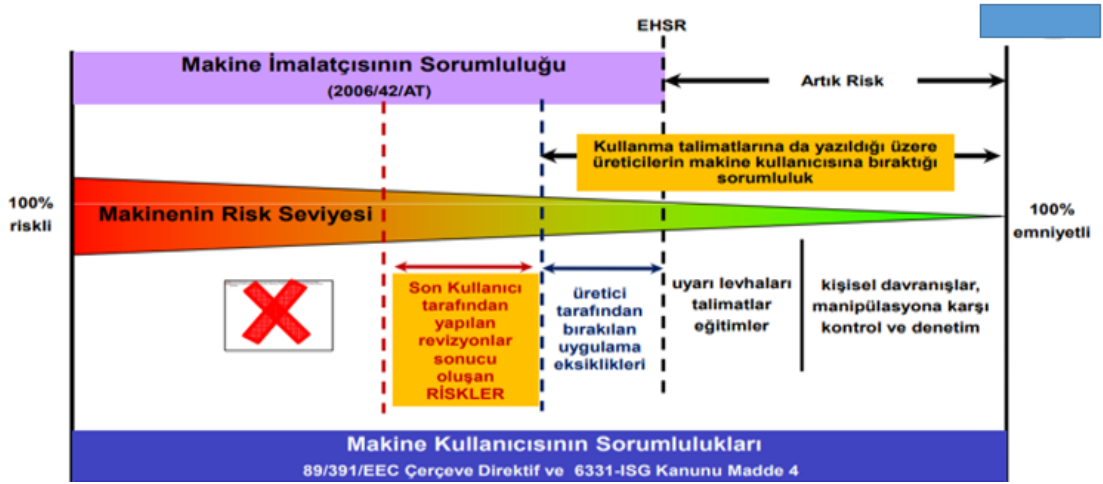 EHSR
Makine İmalatçısının Sorumluluğu
(2006/42/AT)
Artık Risk
Kullanma talimatlarına da yazıldığı üzere
üreticilerin makine kullanıcısına bıraktığı
sorumluluk
100%
riskli
Makinenin Risk Seviyesi
100%
emniyetli
Son Kullanıcı
tarafından
yapılan
revizyonlar
sonucu
oluşan
RİSKLER
üretici
tarafından
bırakılan
uygulama
eksiklikleri
uyarı levhaları
talimatlar
eğitimler
kişisel davranışlar,
manipülasyona karşı
kontrol ve denetim
Makine Kullanıcısının Sorumlulukları
89/391/EEC Çerçeve Direktif ve 6331-ISG Kanunu Madde 4